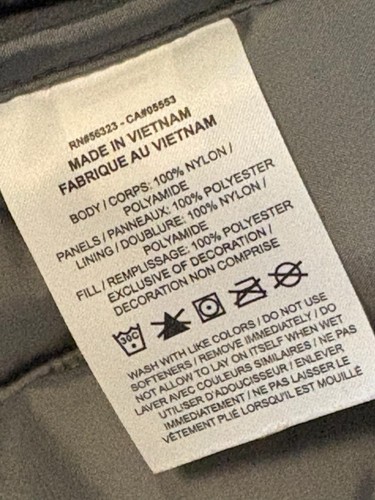 RN#56323 - CA#05553
MADE IN VIETNAM
FABRIQUE AU VIETNAM
BODY / CORPS: 100% NYLON /
POLYAMIDE
PANELS / PANNEAUX: 100% POLYESTER
LINING / DOUBLURE: 100% NYLON /
POLYAMIDE
FILL / REMPLISSAGE: 100% POLYESTER
EXCLUSIVE OF DECORATION /
DECORATION NON COMPRISE
30C
WASH WITH LIKE COLORS / DO NOT USE
SOFTENERS / REMOVE IMMEDIATELY / DO
NOT ALLOW TO LAY ON ITSELF WHEN WET
LAVER AVEC COULEURS SIMILAIRES / NE PAS
UTILISER D'ADOUCISSEUR / ENLEVER
IMMEDIATEMENT / NE PAS LAISSER LE
VÊTEMENT PLIÉ LORSQU'IL EST MOUILLÉ